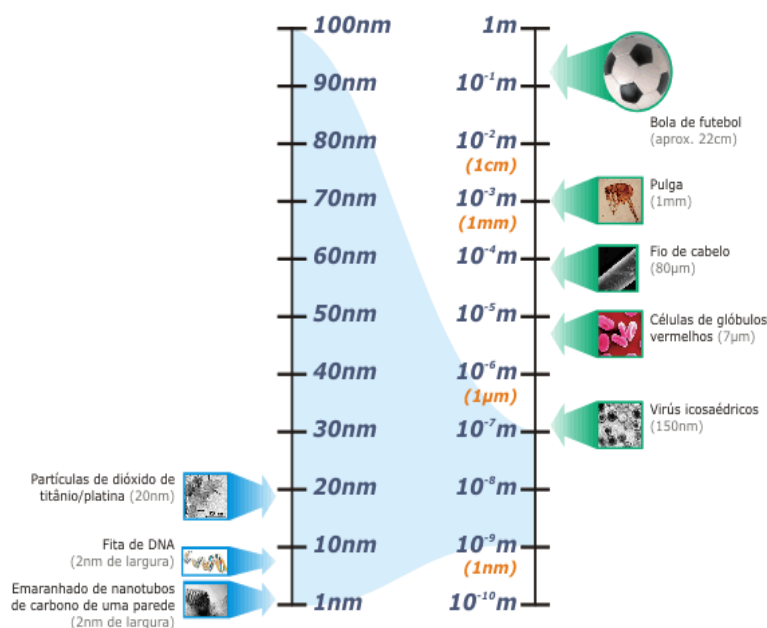 100nm
90nm
80nm
70nm
60nm
50nm
40nm
30nm
20nm
10nm
1nm
Partículas de dióxido de
titânio/platina (20nm)
Fita de DNA
(2nm de largura)
Emaranhado de nanotubos
de carbono de uma parede
(2nm de largura)
1m
10⁻¹m
10⁻²m
(1cm)
10⁻³m
(1mm)
10⁻⁴m
10⁻⁵m
10⁻⁶m
(1µm)
10⁻⁷m
10⁻⁸m
10⁻⁹m
(1nm)
10⁻¹⁰m
Bola de futebol
(aprox. 22cm)
Pulga
(1mm)
Fio de cabelo
(80µm)
Células de glóbulos
vermelhos (7µm)
Virús icosaédricos
(150nm)